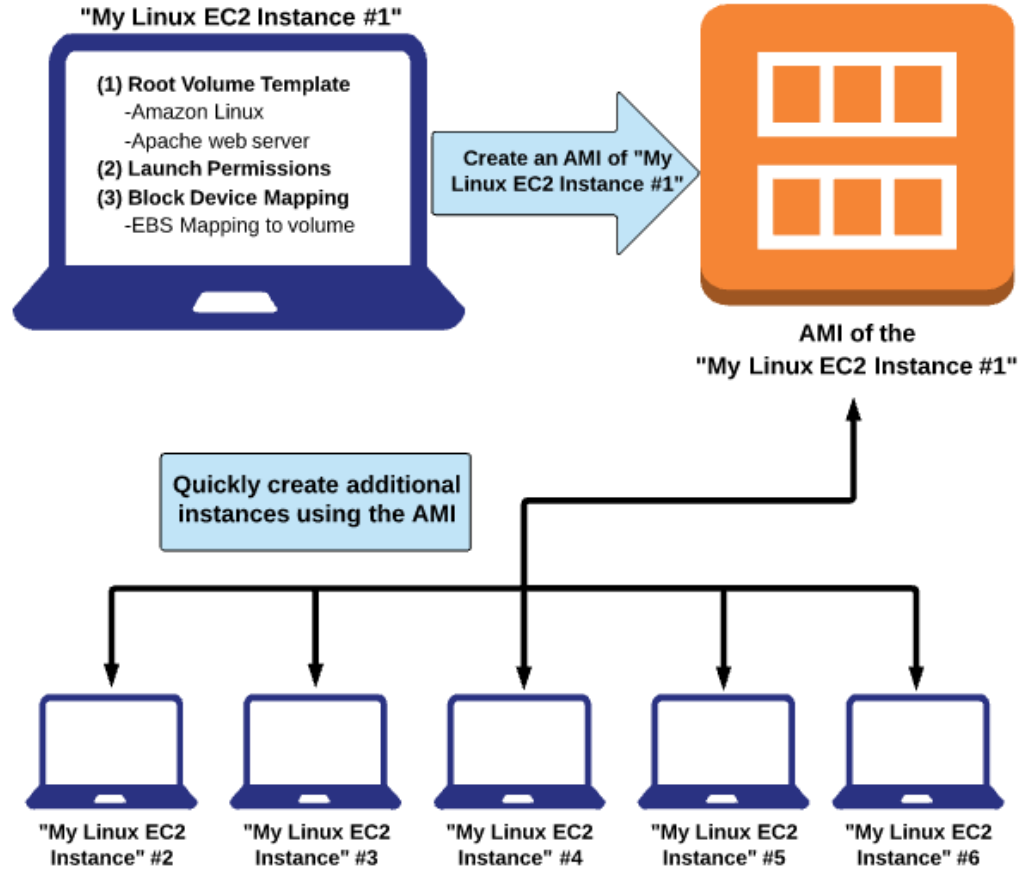 "My Linux EC2 Instance #1"
(1) Root Volume Template
-Amazon Linux
-Apache web server
(2) Launch Permissions
(3) Block Device Mapping
-EBS Mapping to volume
Create an AMI of "My
Linux EC2 Instance #1"
AMI of the
"My Linux EC2 Instance #1"
Quickly create additional
instances using the AMI
"My Linux EC2
Instance" #2
"My Linux EC2
Instance" #3
"My Linux EC2
Instance" #4
"My Linux EC2
Instance" #5
"My Linux EC2
Instance" #6